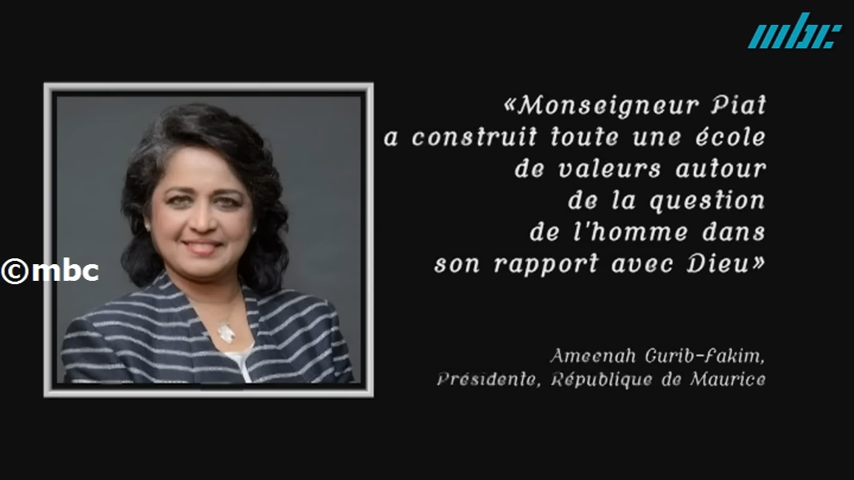 mbc
«Monseigneur Piat
a construit toute une école
de valeurs autour
de la question
de l'homme dans
son rapport avec Dieu»
©mbc
Ameenah Gurib-Fakim,
Présidente, République de Maurice